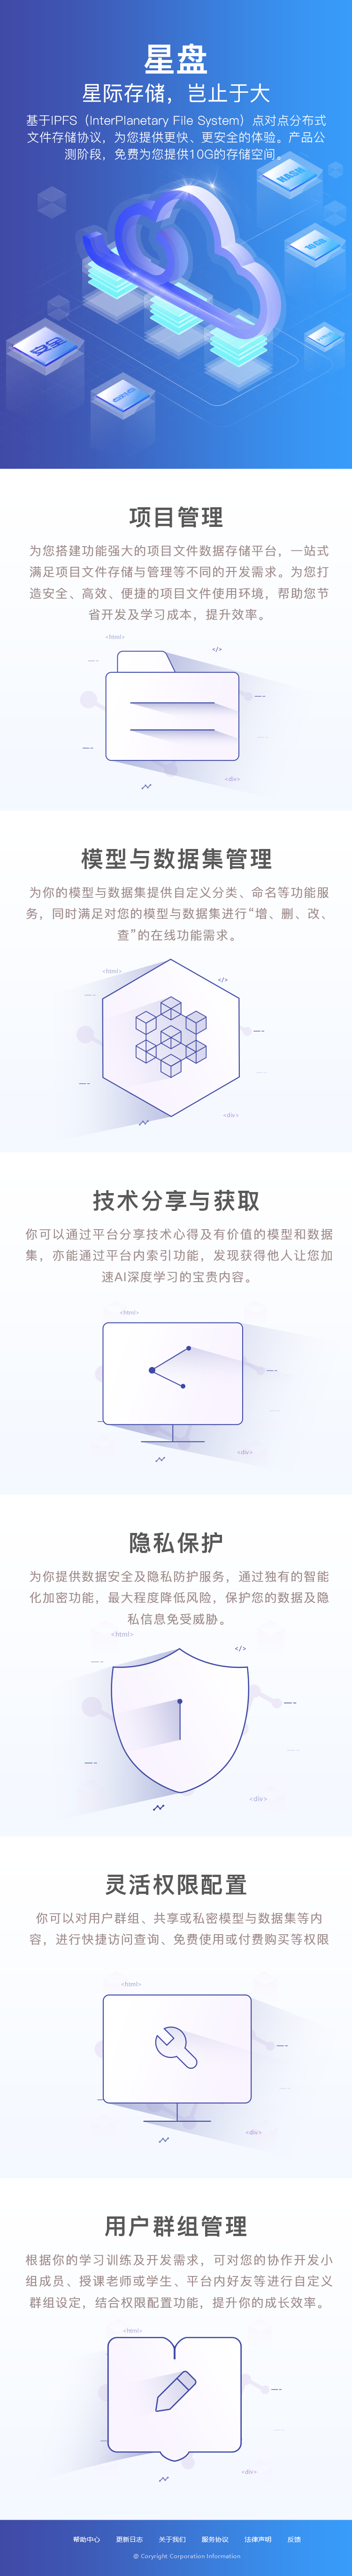 星盘
星际存储，岂止于大
基于IPFS（InterPlanetary File System）点对点分布式
文件存储协议，为您提供更快、更安全的体验。产品公
测阶段，免费为您提供10G的存储空间。
NASN
10GB
安全
项目管理
为您搭建功能强大的项目文件数据存储平台，一站式
满足项目文件存储与管理等不同的开发需求。为您打
造安全、高效、便捷的项目文件使用环境，帮助您节
省开发及学习成本，提升效率。
<html>
</>
<div>
模型与数据集管理
为你的模型与数据集提供自定义分类、命名等功能服
务，同时满足对您的模型与数据集进行“增、删、改、
查”的在线功能需求。
<html>
</>
<div>
技术分享与获取
你可以通过平台分享技术心得及有价值的模型和数据
集，亦能通过平台内索引功能，发现获得他人让您加
速AI深度学习的宝贵内容。
<html>
<div>
隐私保护
为你提供数据安全及隐私防护服务，通过独有的智能
化加密功能，最大程度降低风险，保护您的数据及隐
私信息免受威胁。
<html>
</>
<div>
灵活权限配置
你可以对用户群组、共享或私密模型与数据集等内
容，进行快捷访问查询、免费使用或付费购买等权限
<html>
<div>
用户群组管理
根据你的学习训练及开发需求，可对您的协作开发小
组成员、授课老师或学生、平台内好友等进行自定义
群组设定，结合权限配置功能，提升你的成长效率。
<html>
<div>
帮助中心 更新日志 关于我们 服务协议 法律声明 反馈
@ Coryright Corporation Information